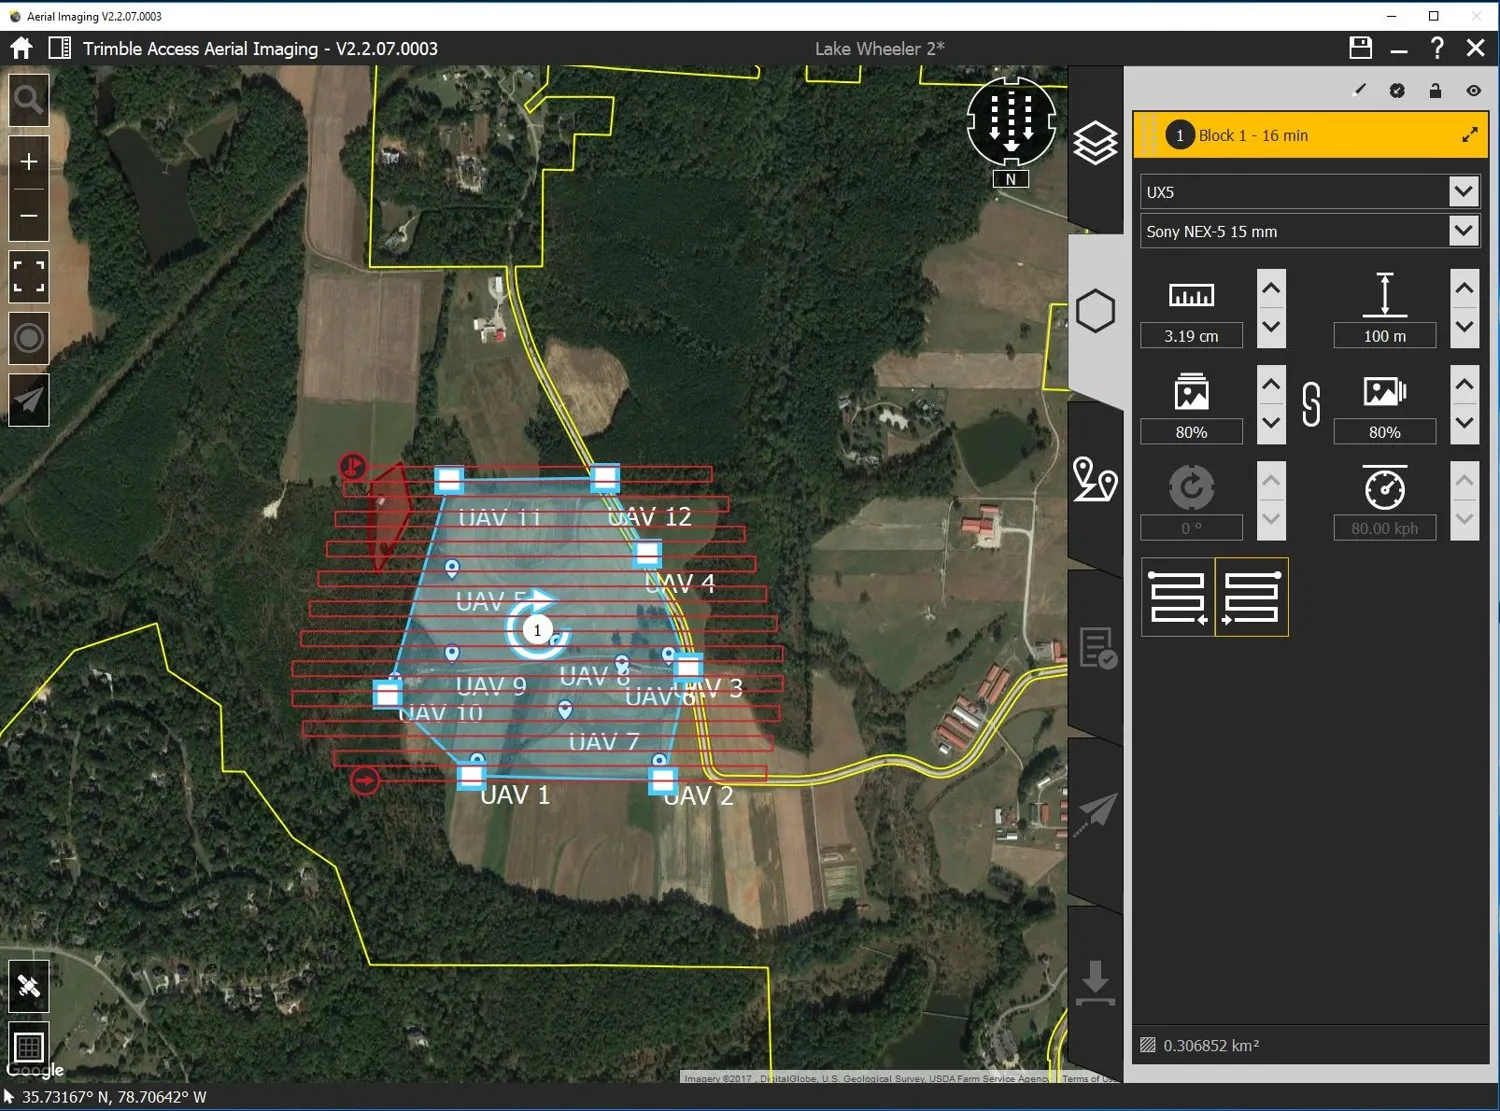 Aerial Imaging V2.2.07.0003
Trimble Access Aerial Imaging - V2.2.07.0003
Lake Wheeler 2*
N
1 Block 1 - 16 min
UX5
Sony NEX-5 15 mm
3.19 cm
100 m
80%
80%
0 °
80.00 kph
UAV 11
UAV 12
UAV 4
UAV 5
1
UAV 8
UAV 9
UAV 6
UAV 3
UAV 10
UAV 7
UAV 1
UAV 2
0.306852 km²
Google
Imagery ©2017 , DigitalGlobe, U.S. Geological Survey, USDA Farm Service Agency
Terms of Us
35.73167° N, 78.70642° W